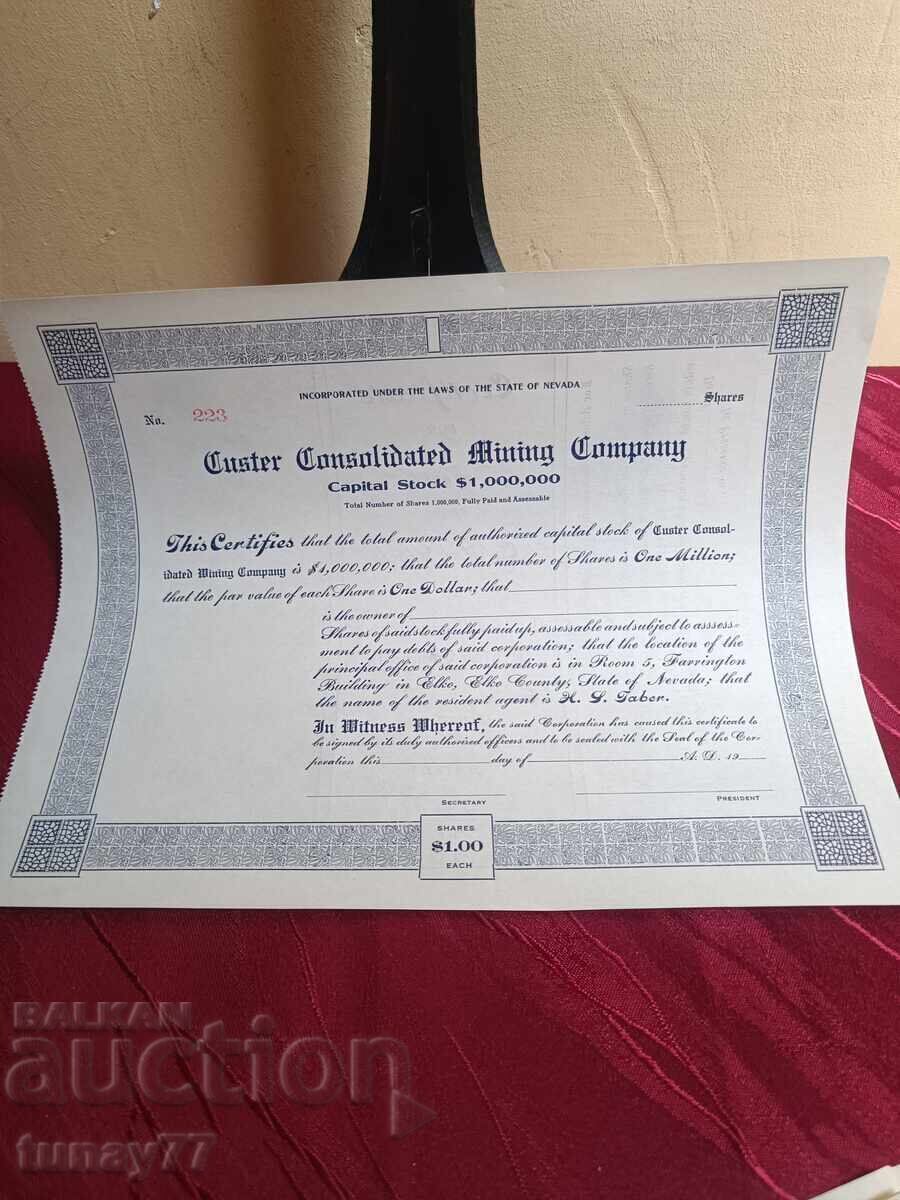 INCORPORATED UNDER THE LAWS OF THE STATE OF NEVADA
No. 223
Shares
Custer Consolidated Mining Company
Capital Stock $1,000,000
Total Number of Shares 1,000,000, Fully Paid and Assessable
This Certifies that the total amount of authorized capital stock of Custer Consol-
idated Mining Company is $1,000,000; that the total number of Shares is One Million;
that the par value of each Share is One Dollar; that
is the owner of
Shares of said stock fully paid up, assessable and subject to assess-
ment to pay debts of said corporation; that the location of the
principal office of said corporation is in Room 5, Farrington
Building in Elko, Elko County, State of Nevada; that
the name of the resident agent is H. L. Taber.
In Witness Whereof, the said Corporation has caused this certificate to
be signed by its duly authorized officers and to be sealed with the Seal of the Cor-
poration this day of A. D. 19
SECRETARY
PRESIDENT
SHARES
$1.00
EACH
BALKAN
auction
tunay77